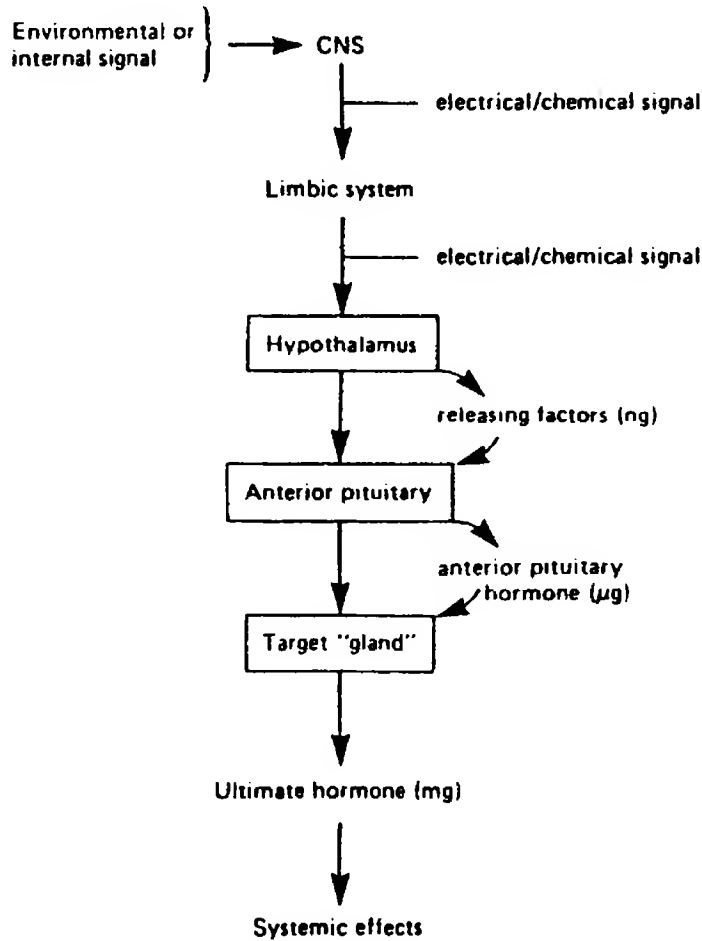 Environmental or
internal signal
CNS
electrical/chemical signal
Limbic system
electrical/chemical signal
Hypothalamus
releasing factors (ng)
Anterior pituitary
anterior pituitary
hormone (μg)
Target "gland"
Ultimate hormone (mg)
Systemic effects